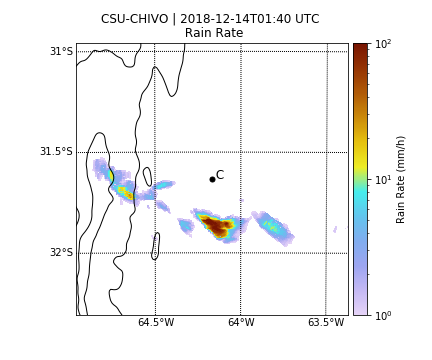 CSU-CHIVO | 2018-12-14T01:40 UTC
Rain Rate
31°S
31.5°S
32°S
C
64.5°W
64°W
63.5°W
10²
10¹
10⁰
Rain Rate (mm/h)